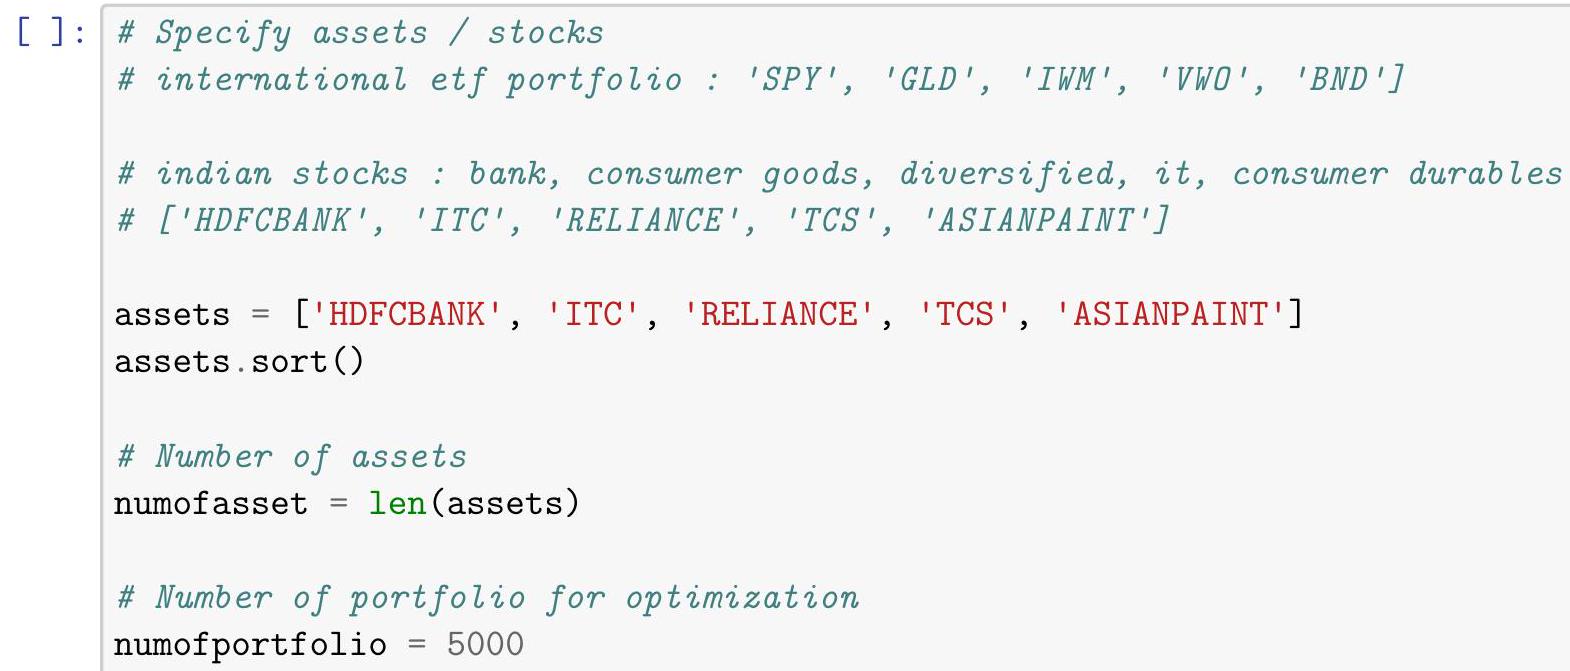 [ ]: # Specify assets / stocks
# international etf portfolio : 'SPY', 'GLD', 'IWM', 'VWO', 'BND']
# indian stocks : bank, consumer goods, diversified, it, consumer durables
# ['HDFCBANK', 'ITC', 'RELIANCE', 'TCS', 'ASIANPAINT']
assets = ['HDFCBANK', 'ITC', 'RELIANCE', 'TCS', 'ASIANPAINT']
assets.sort()
# Number of assets
numofasset = len(assets)
# Number of portfolio for optimization
numofportfolio = 5000